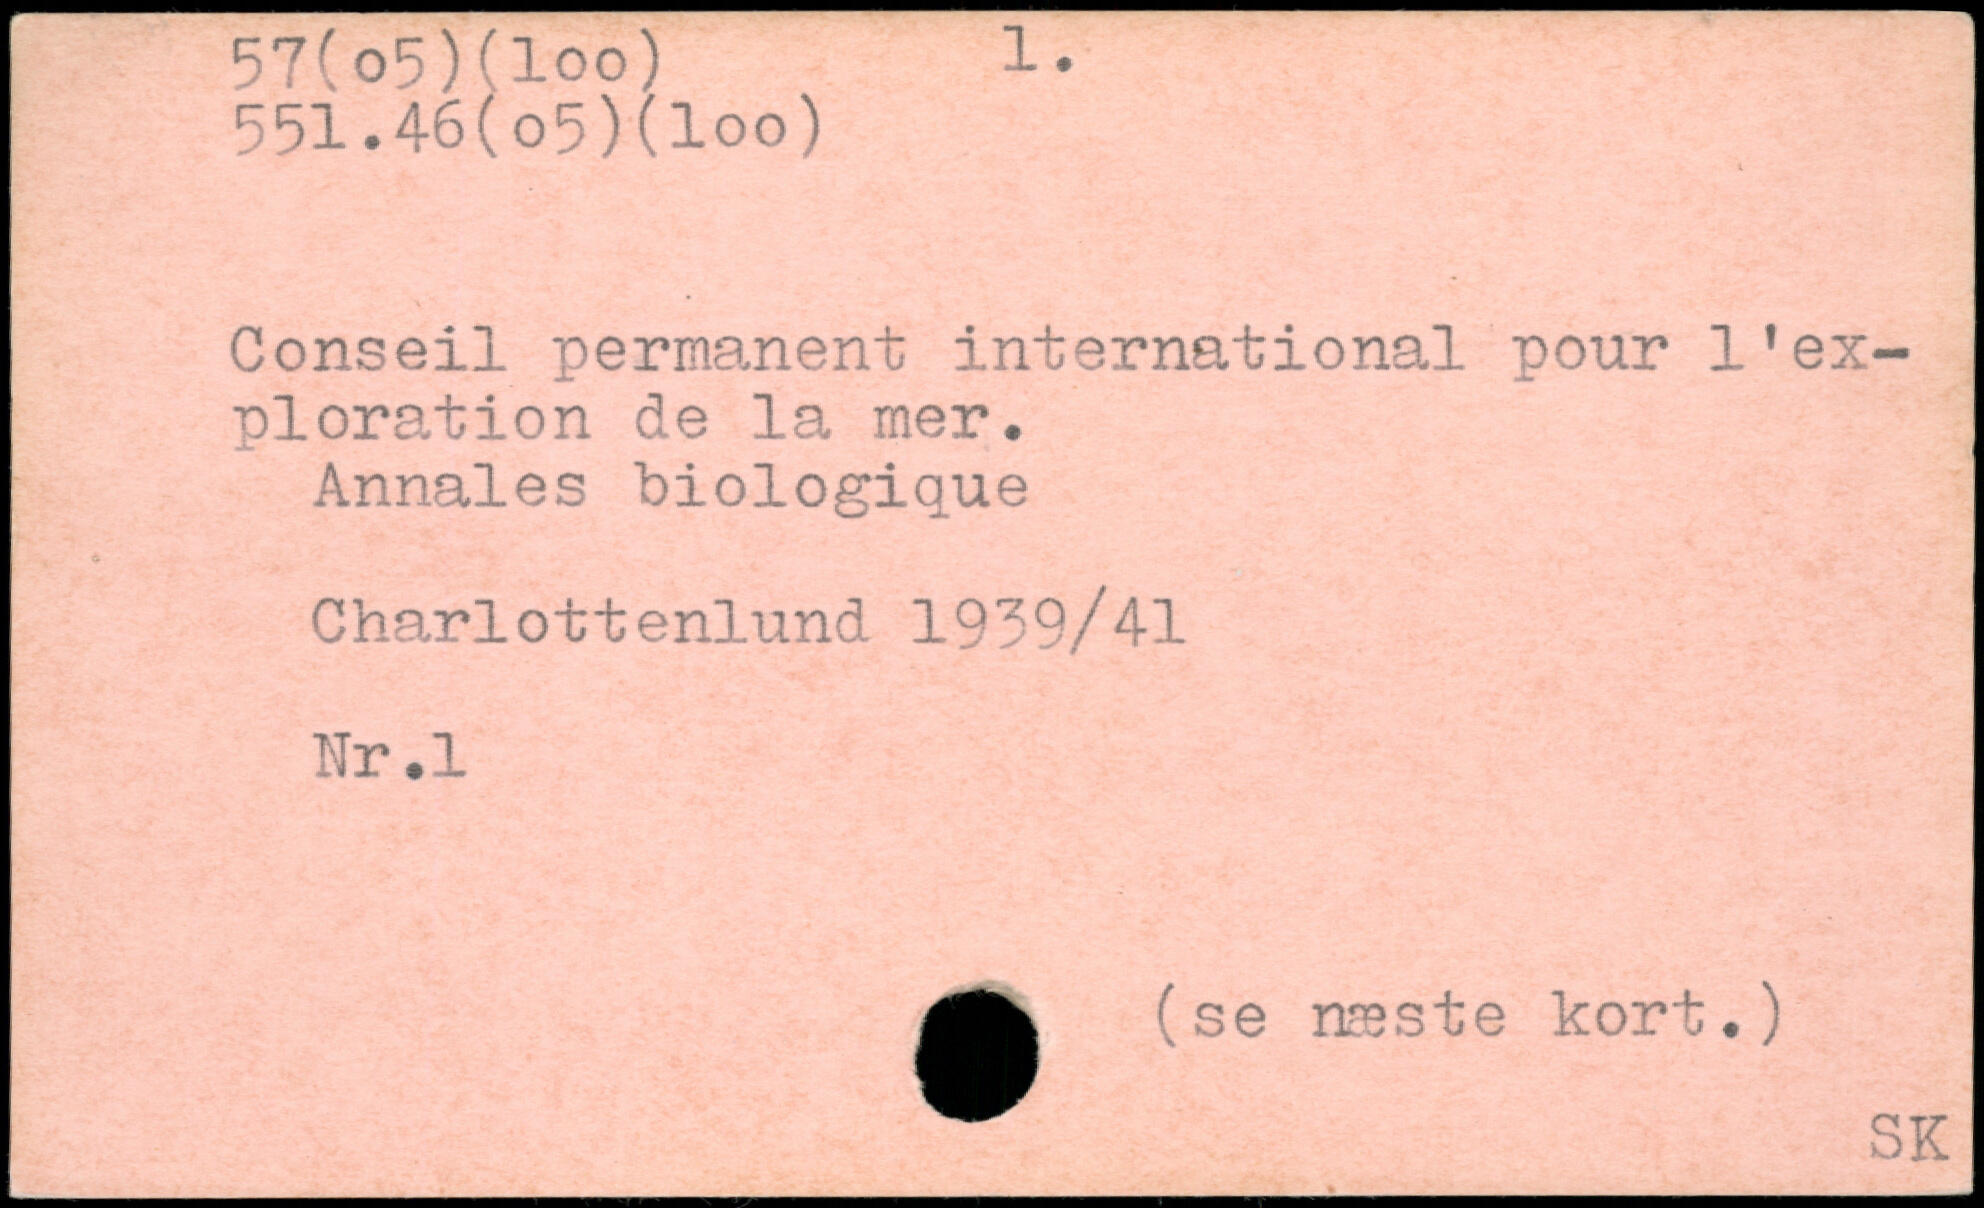 57(o5)(loo) 1.
551.46(o5)(loo)
Conseil permanent international pour l'ex-
ploration de la mer.
Annales biologique
Charlottenlund 1939/41
Nr.1
(se næste kort.)
SK